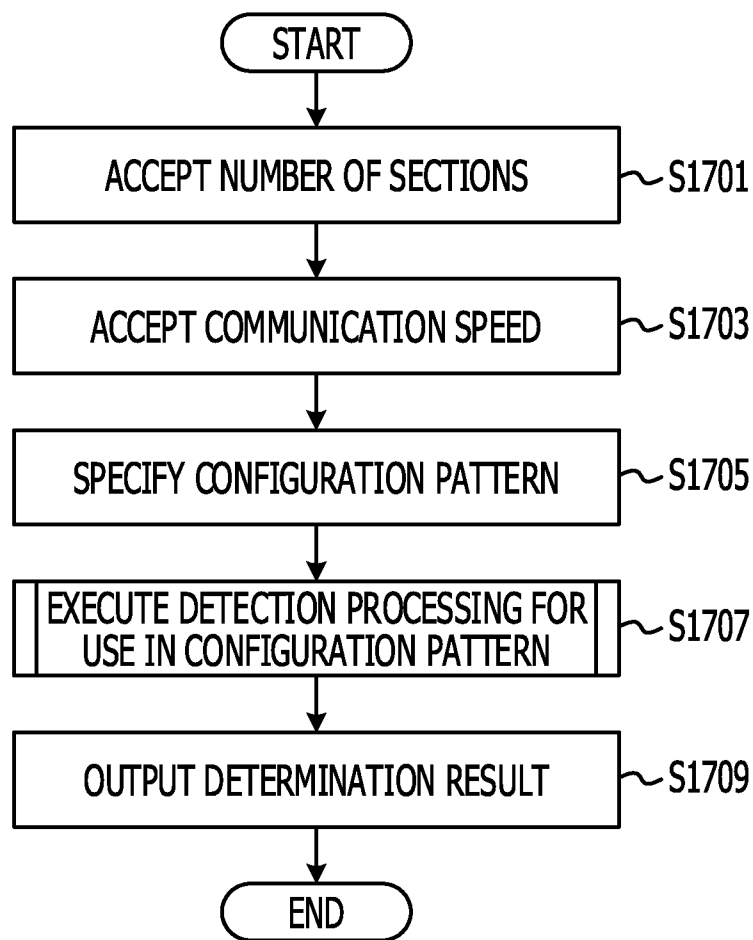 START
ACCEPT NUMBER OF SECTIONS
S1701
ACCEPT COMMUNICATION SPEED
S1703
SPECIFY CONFIGURATION PATTERN
S1705
EXECUTE DETECTION PROCESSING FOR
USE IN CONFIGURATION PATTERN
S1707
OUTPUT DETERMINATION RESULT
S1709
END